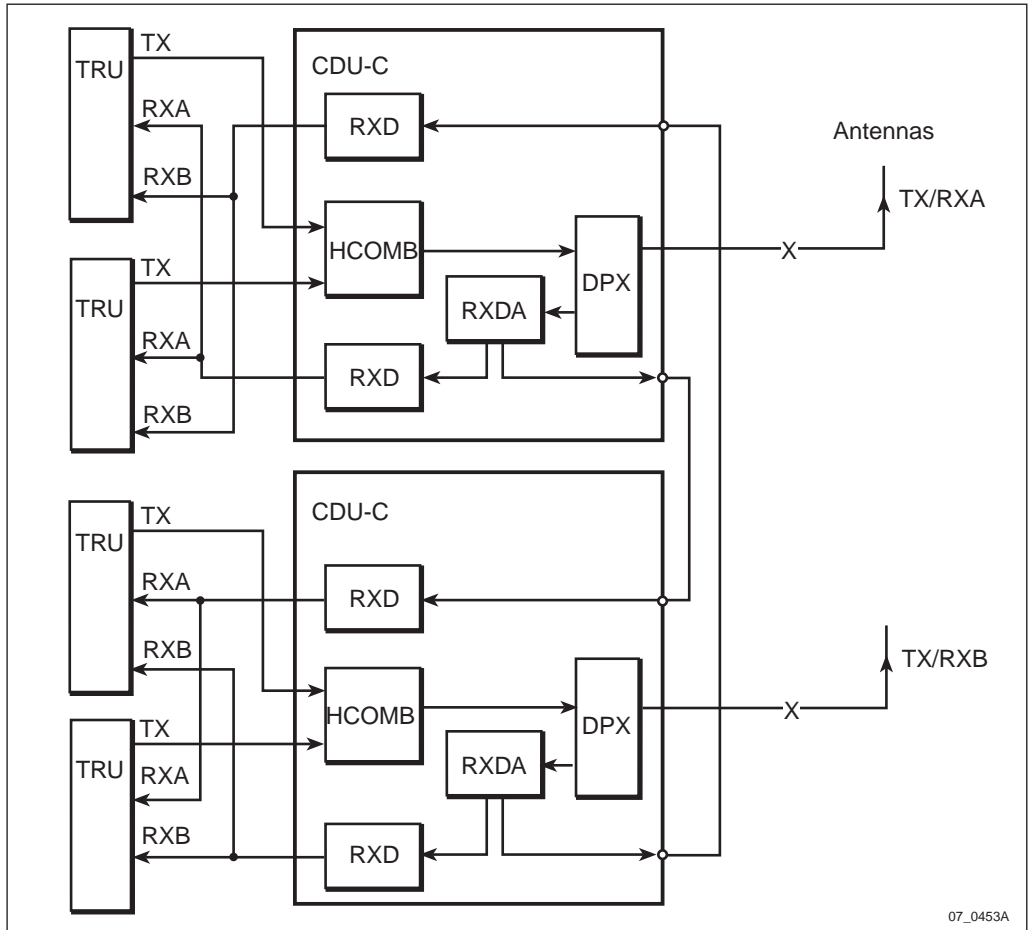 TX
TRU
RXA
RXB
CDU-C
RXD
HCOMB
DPX
RXDA
RXD
Antennas
TX/RXA
TX
TRU
RXA
RXB
TX
TRU
RXA
RXB
CDU-C
RXD
HCOMB
DPX
RXDA
RXD
X
TX/RXB
X
TX
TRU
RXA
RXB
07_0453A